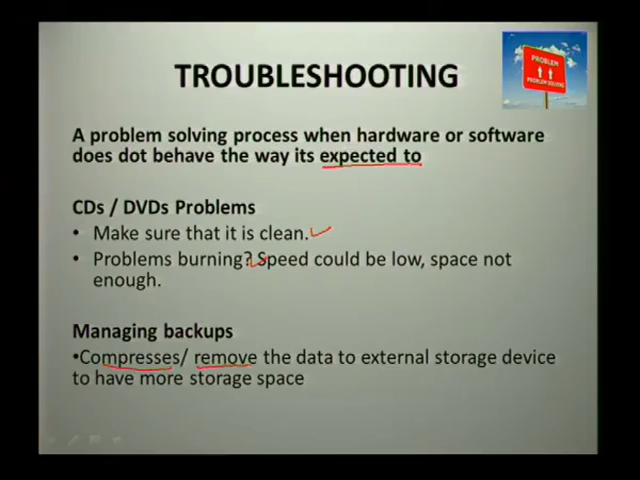 TROUBLESHOOTING
PROBLEM
PROBLEM SOLVING
A problem solving process when hardware or software
does dot behave the way its expected to
CDs / DVDs Problems
• Make sure that it is clean.
• Problems burning? Speed could be low, space not
enough.
Managing backups
•Compresses/ remove the data to external storage device
to have more storage space